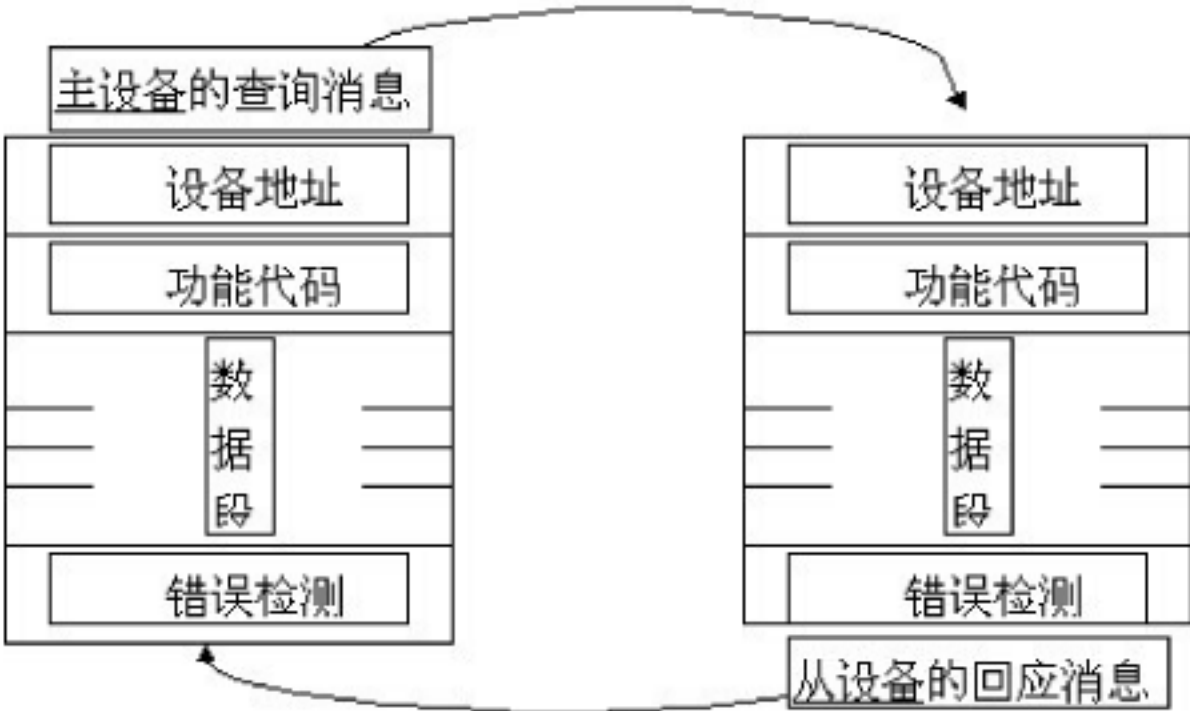 主设备的查询消息
设备地址
功能代码
数
据
段
错误检测
设备地址
功能代码
数
据
段
错误检测
从设备的回应消息